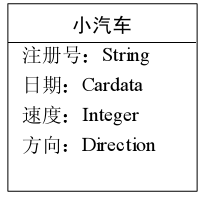 小汽车
注册号：String
日期：Cardata
速度：Integer
方向：Direction